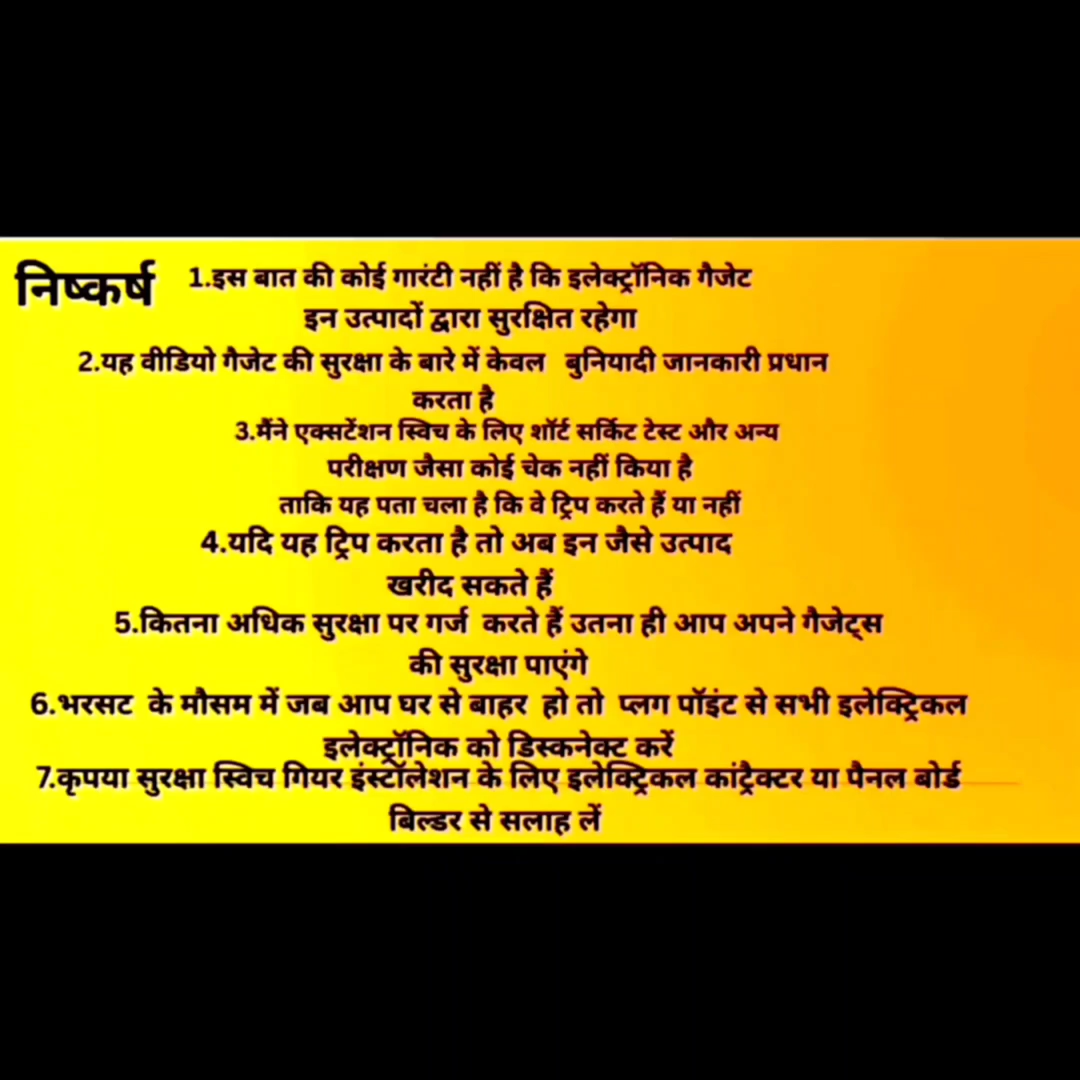 निष्कर्ष
1.इस बात की कोई गारंटी नहीं है कि इलेक्ट्रॉनिक गैजेट
इन उत्पादों द्वारा सुरक्षित रहेगा
2.यह वीडियो गैजेट की सुरक्षा के बारे में केवल बुनियादी जानकारी प्रधान
करता है
3.मैंने एक्सटेंशन स्विच के लिए शॉर्ट सर्किट टेस्ट और अन्य
परीक्षण जैसा कोई चेक नहीं किया है
ताकि यह पता चला है कि वे ट्रिप करते हैं या नहीं
4.यदि यह ट्रिप करता है तो अब इन जैसे उत्पाद
खरीद सकते हैं
5.कितना अधिक सुरक्षा पर गर्ज करते हैं उतना ही आप अपने गैजेट्स
की सुरक्षा पाएंगे
6.भरसट के मौसम में जब आप घर से बाहर हो तो प्लग पॉइंट से सभी इलेक्ट्रिकल
इलेक्ट्रॉनिक को डिस्कनेक्ट करें
7.कृपया सुरक्षा स्विच गियर इंस्टॉलेशन के लिए इलेक्ट्रिकल कांट्रैक्टर या पैनल बोर्ड
बिल्डर से सलाह लें